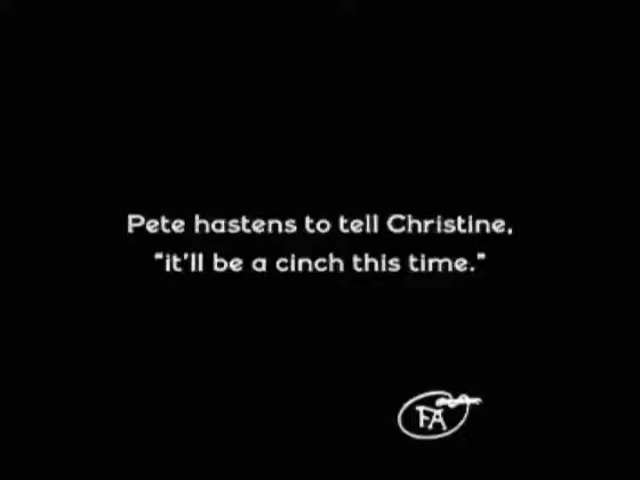 Pete hastens to tell Christine,
"it'll be a cinch this time."
FA